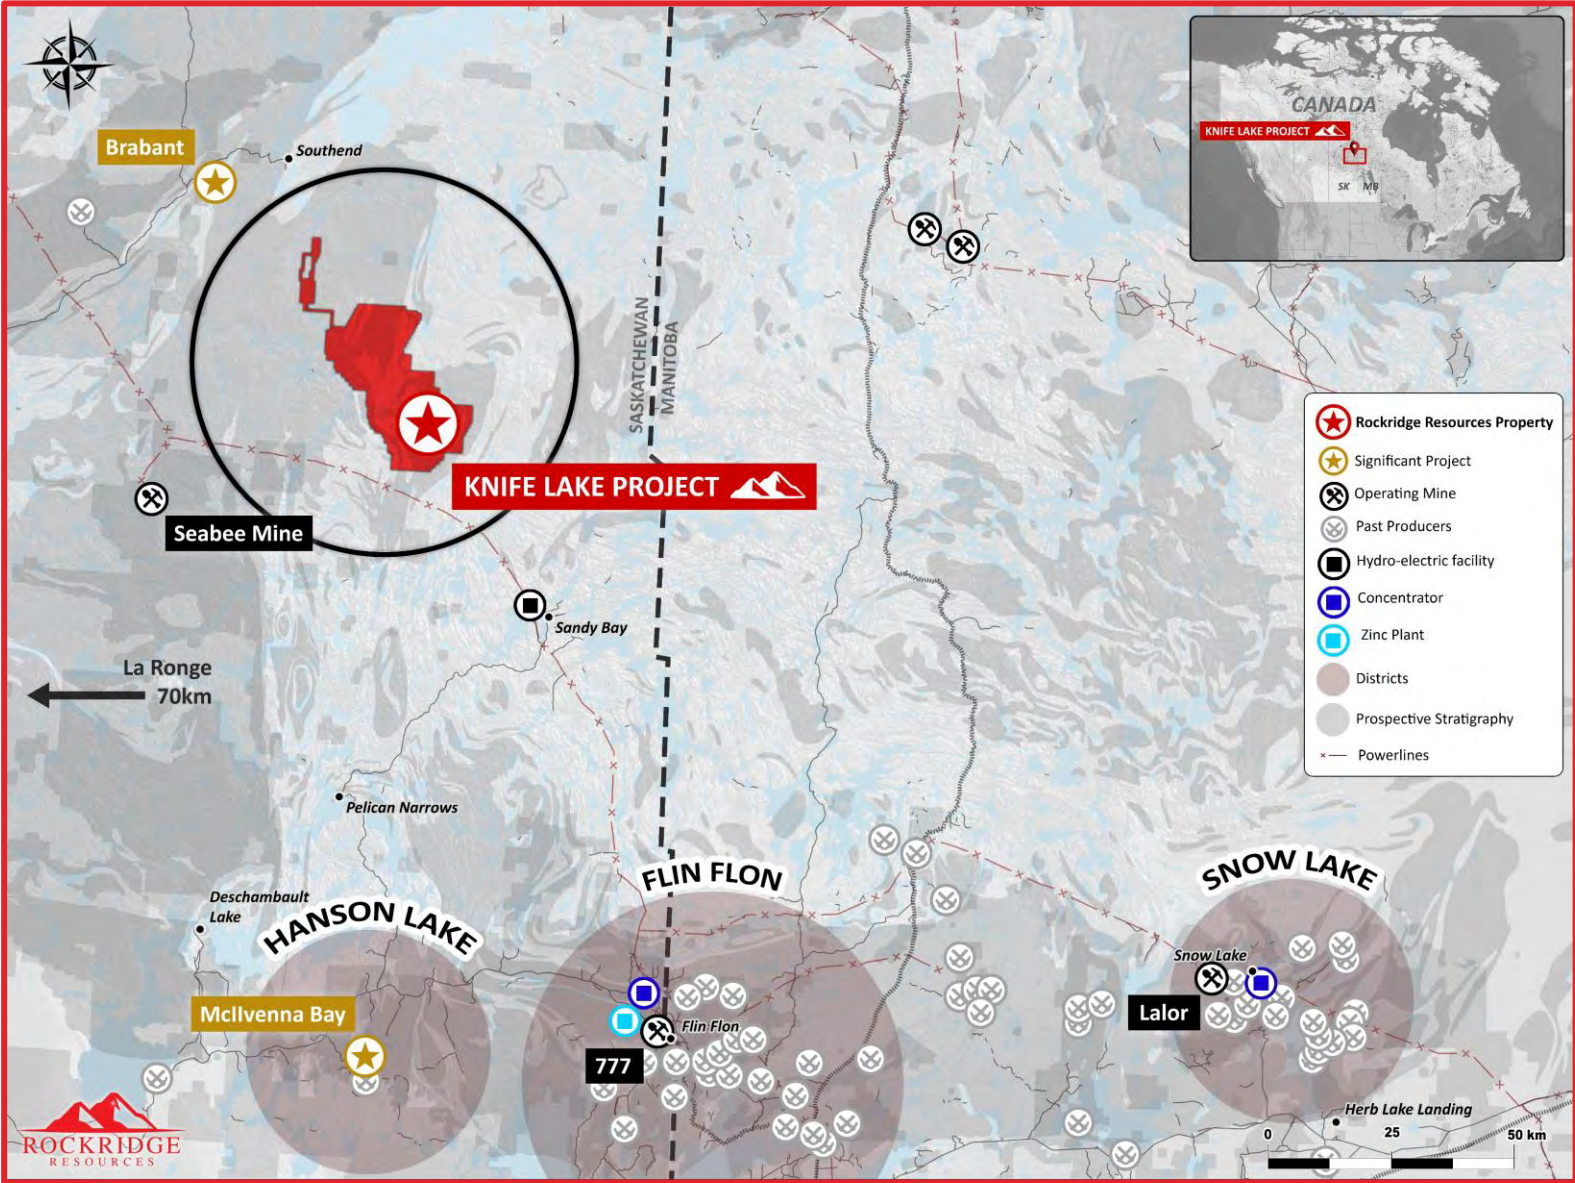 Brabant
Southend
CANADA
KNIFE LAKE PROJECT
SK
MB
SASKATCHEWAN
MANITOBA
KNIFE LAKE PROJECT
Seabee Mine
Rockridge Resources Property
Significant Project
Operating Mine
Past Producers
Hydro-electric facility
Concentrator
Zinc Plant
Districts
Prospective Stratigraphy
Powerlines
Sandy Bay
La Ronge
70km
Pelican Narrows
Deschambault
Lake
HANSON LAKE
FLIN FLON
SNOW LAKE
Snow Lake
McIlvenna Bay
Flin Flon
777
Lalor
Herb Lake Landing
0 25 50 km
ROCKRIDGE
RESOURCES